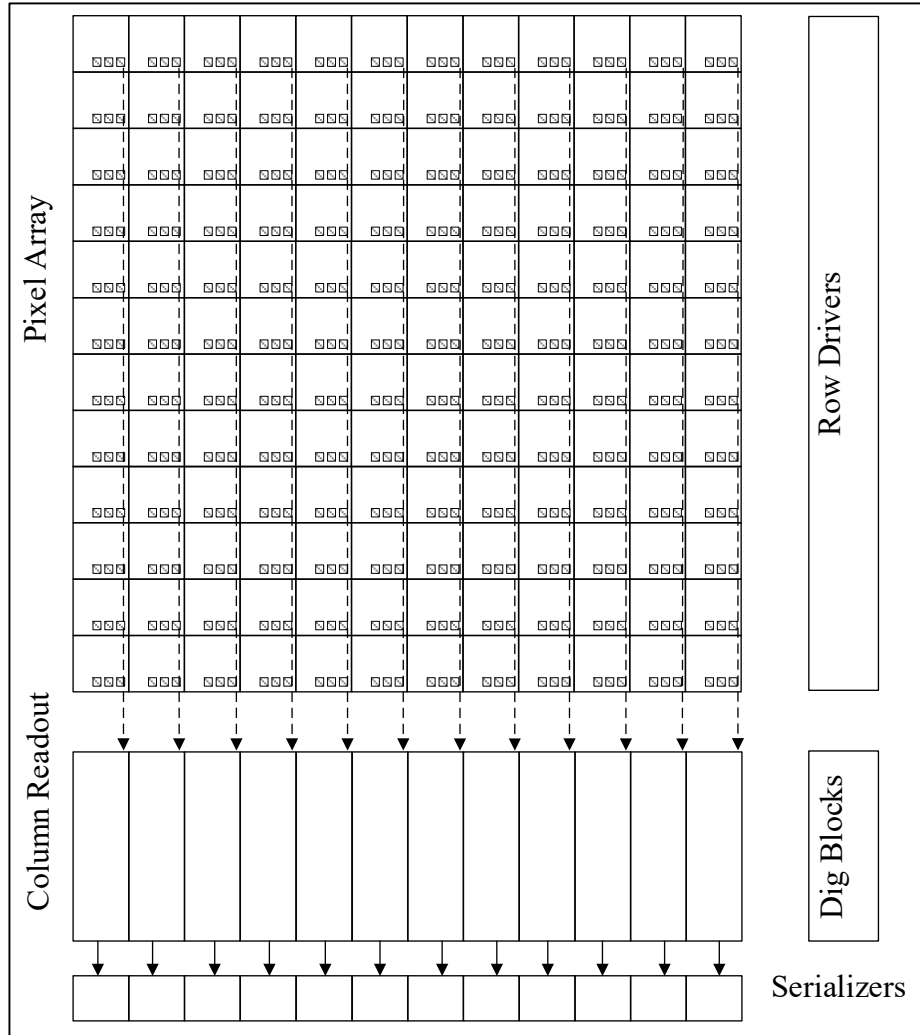 Pixel Array
Row Drivers
Column Readout
Dig Blocks
Serializers